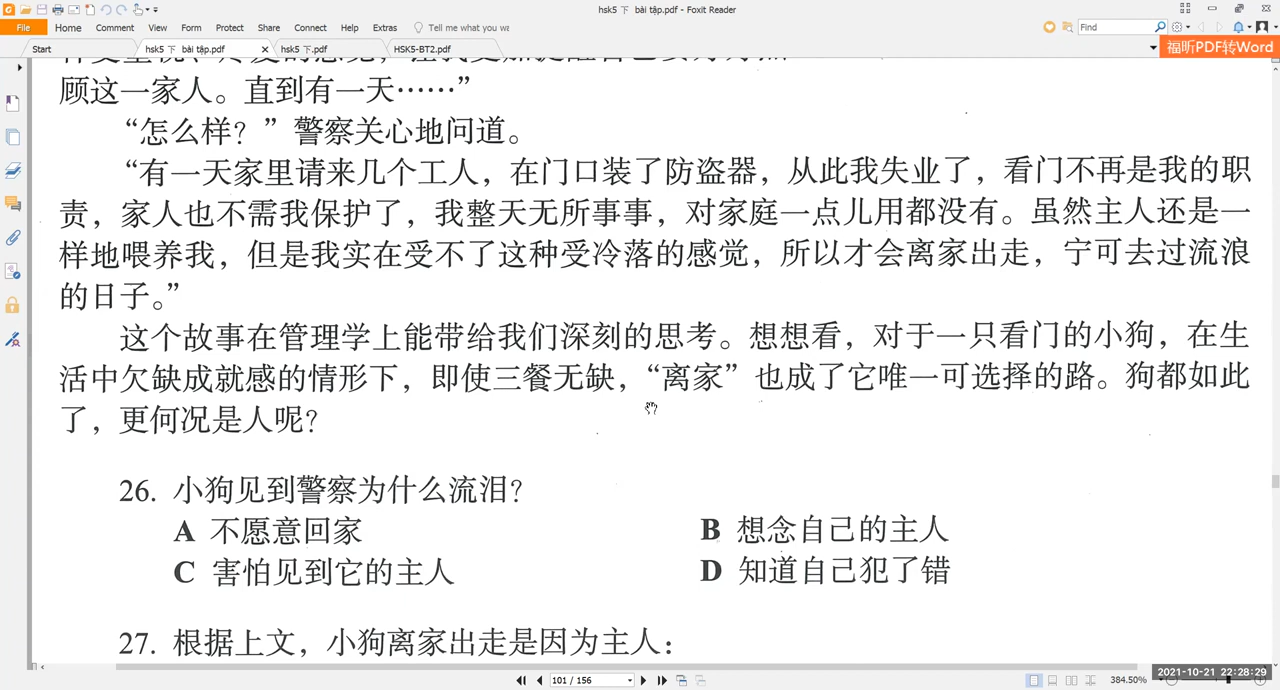 hsk5 下 bài tập.pdf - Foxit Reader
File Home Comment View Form Protect Share Connect Help Extras Tell me what you wa
Find
Start hsk5 下 bài tập.pdf hsk5 下.pdf HSK5-BT2.pdf
福昕PDF转Word
顾这一家人。直到有一天……”
“怎么样？”警察关心地问道。
“有一天家里请来几个工人，在门口装了防盗器，从此我失业了，看门不再是我的职
责，家人也不需我保护了，我整天无所事事，对家庭一点儿用都没有。虽然主人还是一
样地喂养我，但是我实在受不了这种受冷落的感觉，所以才会离家出走，宁可去过流浪
的日子。”
这个故事在管理学上能带给我们深刻的思考。想想看，对于一只看门的小狗，在生
活中欠缺成就感的情形下，即使三餐无缺，“离家”也成了它唯一可选择的路。狗都如此
了，更何况是人呢？
26. 小狗见到警察为什么流泪？
A 不愿意回家 B 想念自己的主人
C 害怕见到它的主人 D 知道自己犯了错
27. 根据上文，小狗离家出走是因为主人：
101 / 156
384.50%
2021-10-21 22:28:29